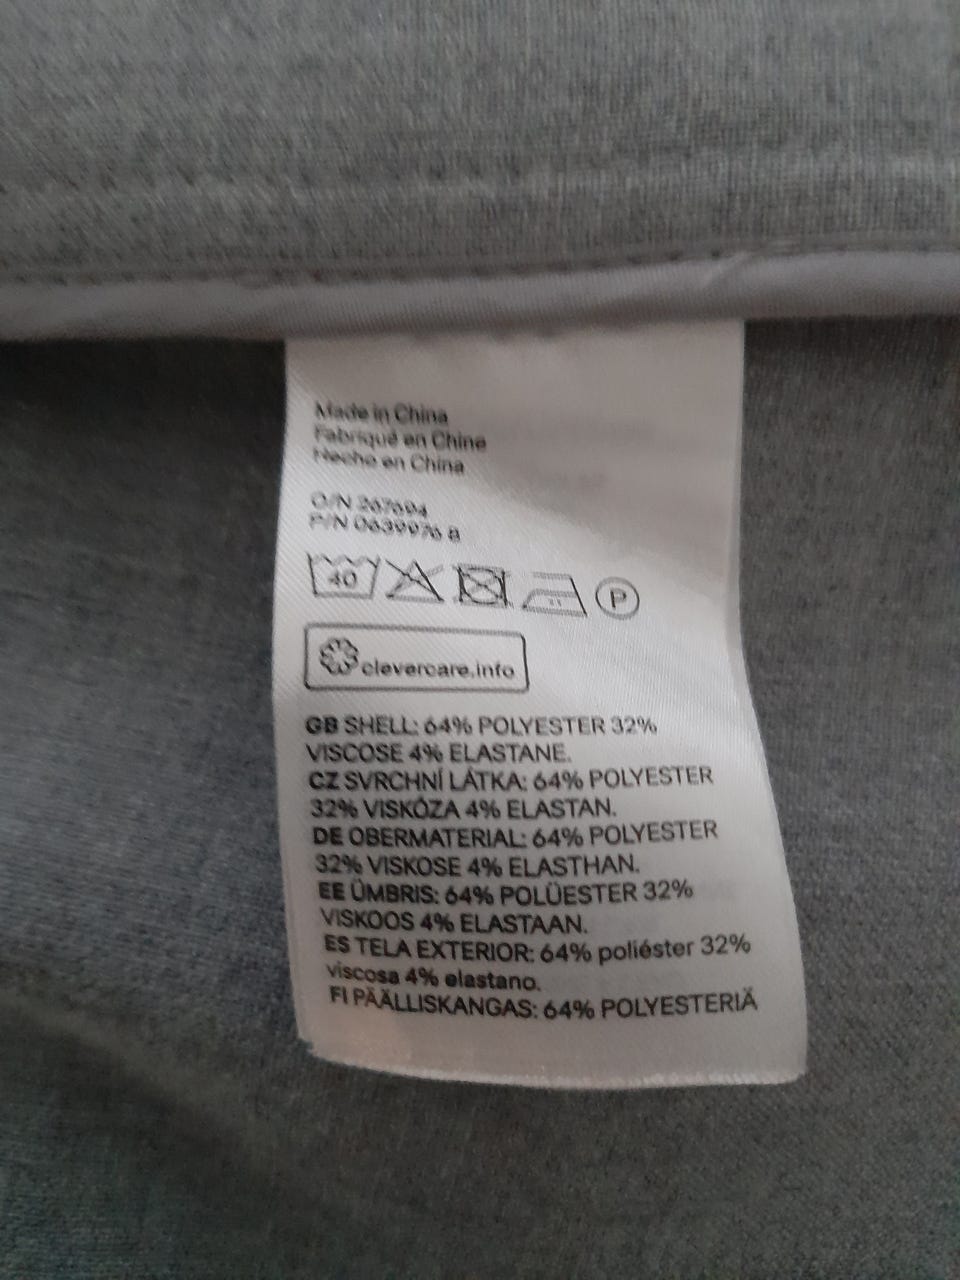 Made in China
Fabriqué en Chine
Hecho en China
O/N 267694
P/N 0639976 8
40
P
clevercare.info
GB SHELL: 64% POLYESTER 32%
VISCOSE 4% ELASTANE.
CZ SVRCHNÍ LÁTKA: 64% POLYESTER
32% VISKÓZA 4% ELASTAN.
DE OBERMATERIAL: 64% POLYESTER
32% VISKOSE 4% ELASTHAN.
EE ÜMBRIS: 64% POLÜESTER 32%
VISKOOS 4% ELASTAAN.
ES TELA EXTERIOR: 64% poliéster 32%
viscosa 4% elastano.
FI PÄÄLLISKANGAS: 64% POLYESTERIÄ